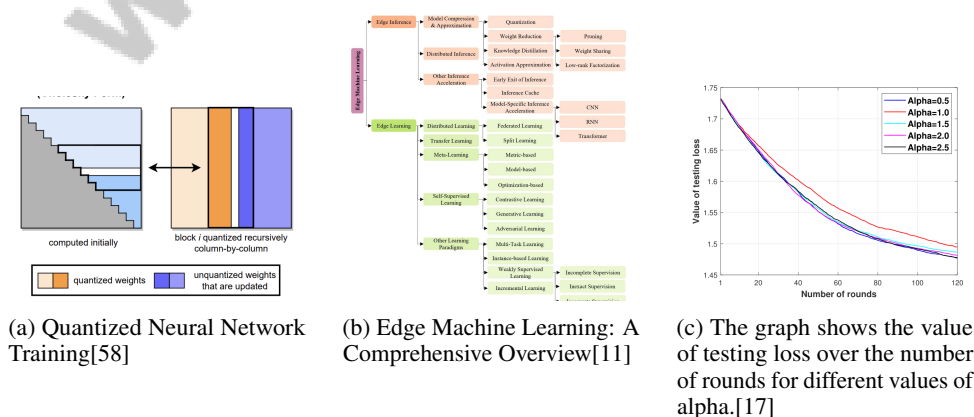 computed initially
block i quantized recursively
column-by-column
quantized weights
unquantized weights
that are updated
(a) Quantized Neural Network
Training[58]
Edge Machine Learning
Edge Inference
Model Compression
& Approximation
Quantization
Weight Reduction
Pruning
Distributed Inference
Knowledge Distillation
Weight Sharing
Activation Approximation
Low-rank Factorization
Other Inference
Acceleration
Early Exit of Inference
Inference Cache
Model-Specific Inference
Acceleration
CNN
RNN
Transformer
Edge Learning
Distributed Learning
Federated Learning
Transfer Learning
Split Learning
Meta-Learning
Metric-based
Model-based
Optimization-based
Self-Supervised
Learning
Contrastive Learning
Generative Learning
Adversarial Learning
Other Learning
Paradigms
Multi-Task Learning
Instance-based Learning
Weakly Supervised
Learning
Incomplete Supervision
Incremental Learning
Inexact Supervision
(b) Edge Machine Learning: A
Comprehensive Overview[11]
Value of testing loss
1.75
1.7
1.65
1.6
1.55
1.5
1.45
Alpha=0.5
Alpha=1.0
Alpha=1.5
Alpha=2.0
Alpha=2.5
1 20 40 60 80 100 120
Number of rounds
(c) The graph shows the value
of testing loss over the number
of rounds for different values of
alpha.[17]